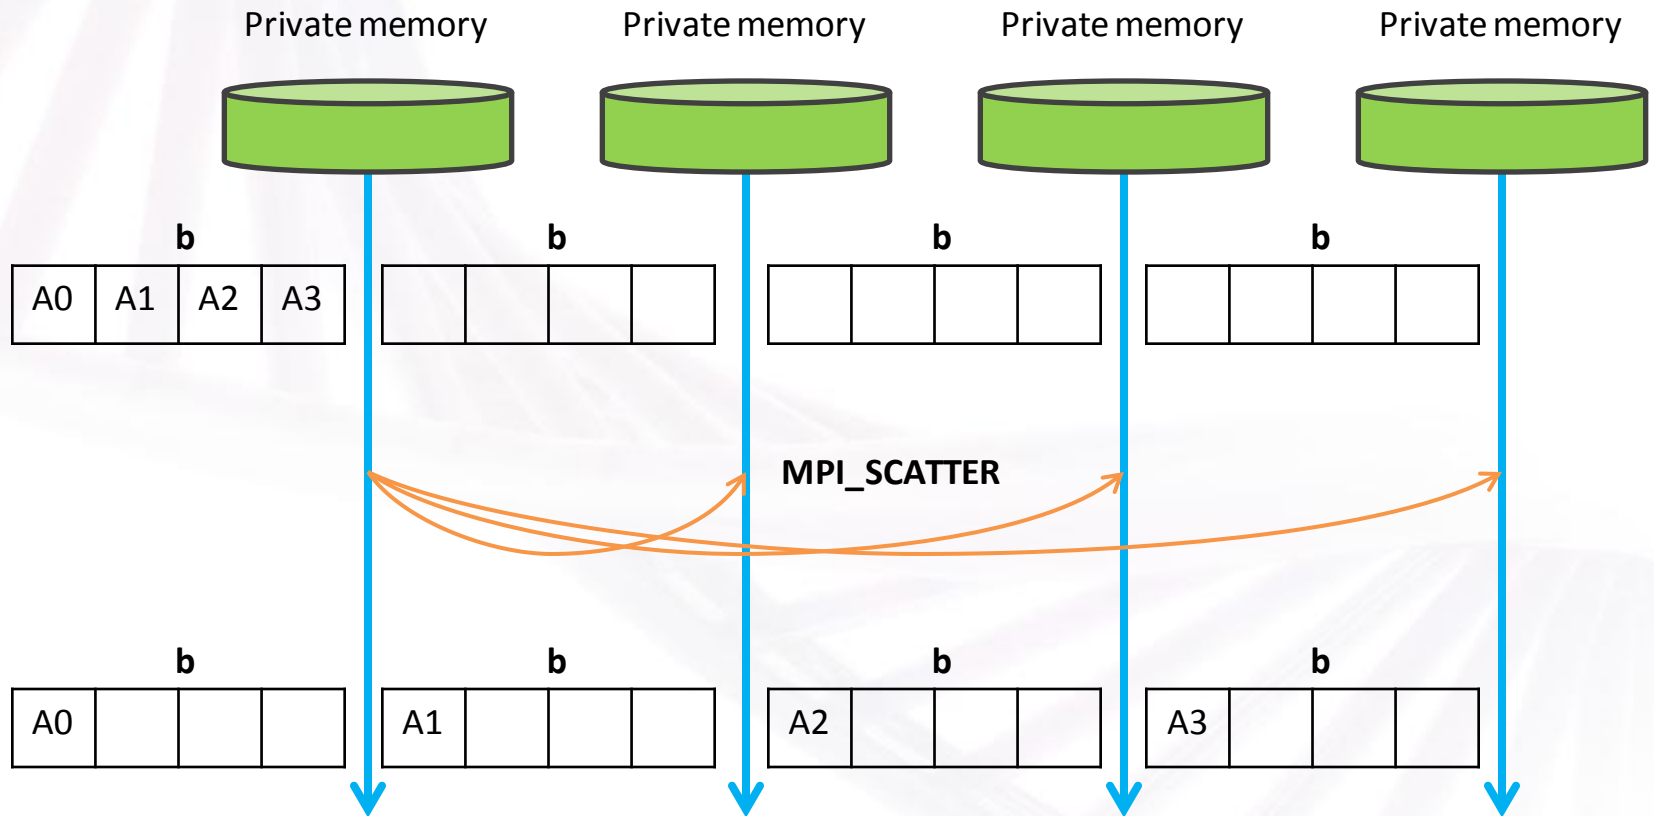 Private memory Private memory Private memory Private memory
b b b b
A0 A1 A2 A3
MPI_SCATTER
b b b b
A0 A1 A2 A3